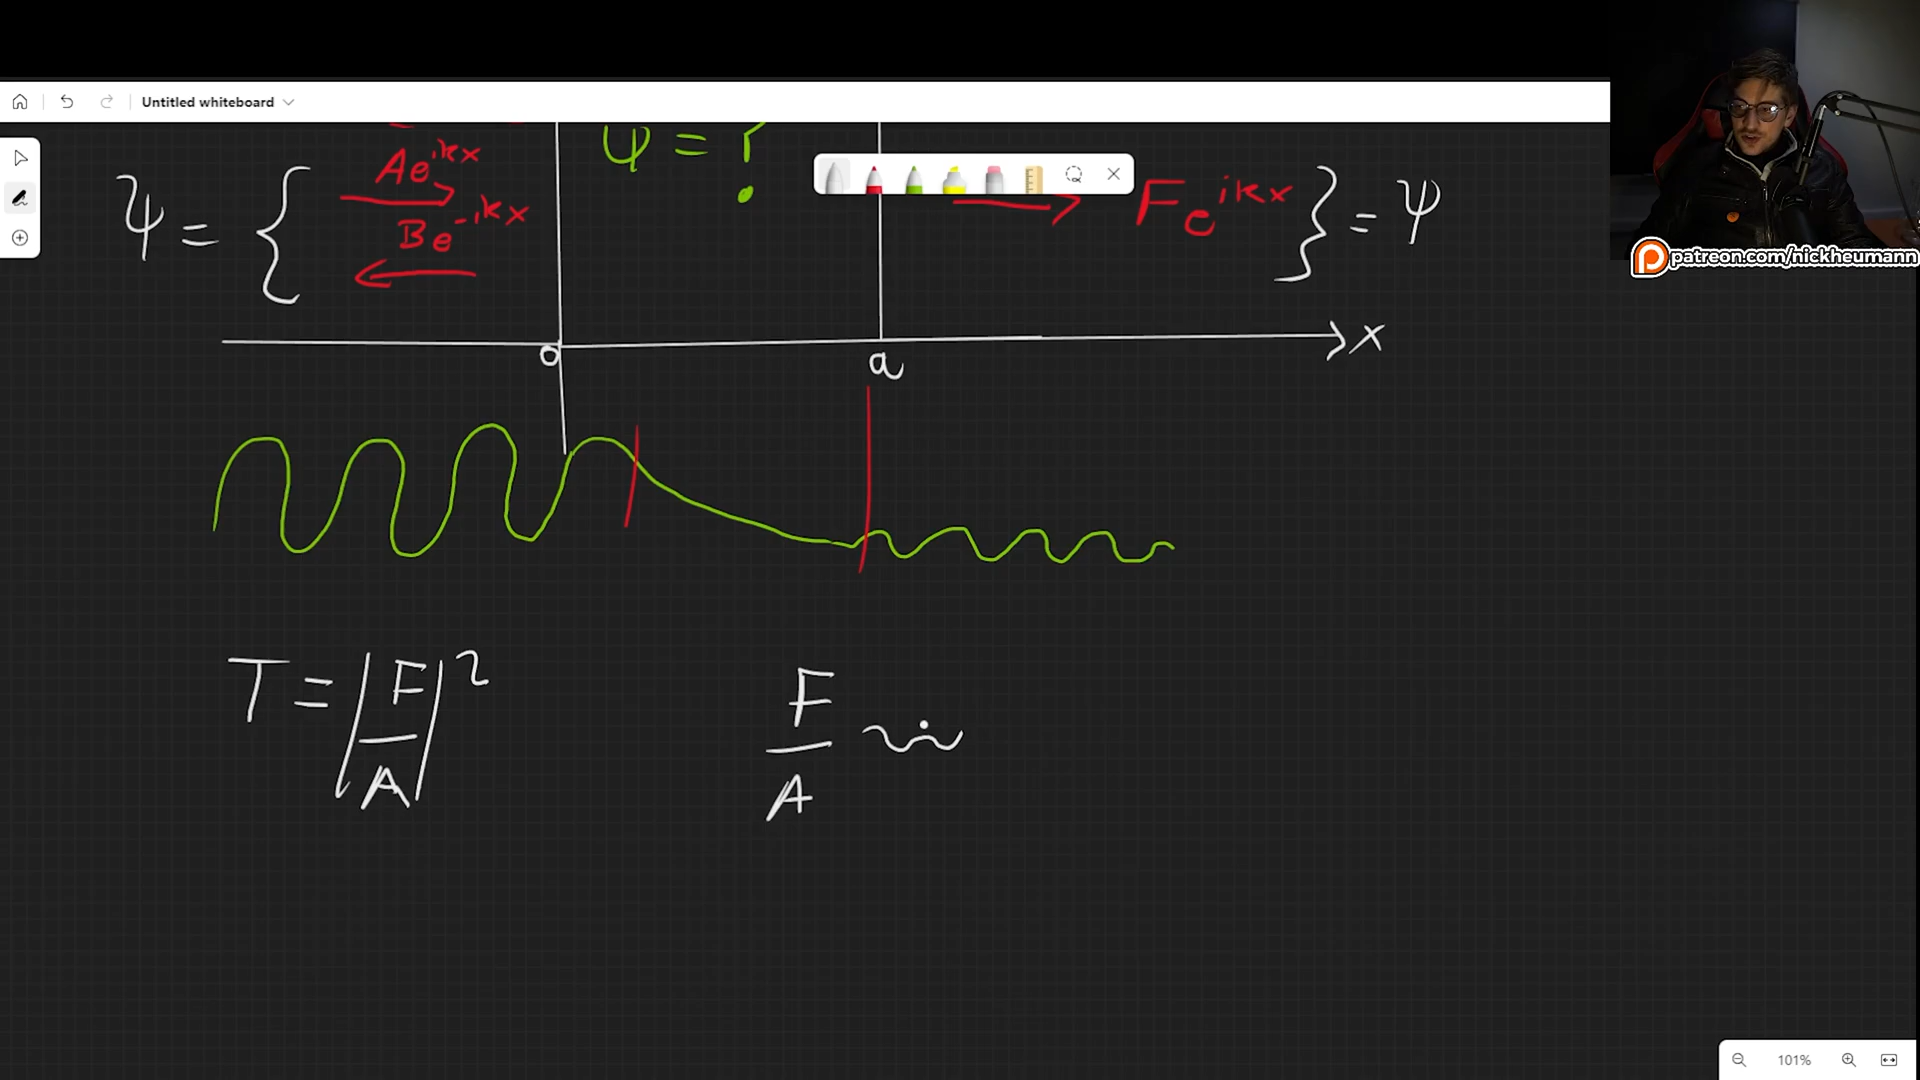 Untitled whiteboard
ψ = ?
Ae^{ikx}
Be^{-ikx}
ψ = {
Fe^{ikx} } = ψ
patreon.com/nickheumann
0
a
x
T = |F/A|^2
F/A ~
101%